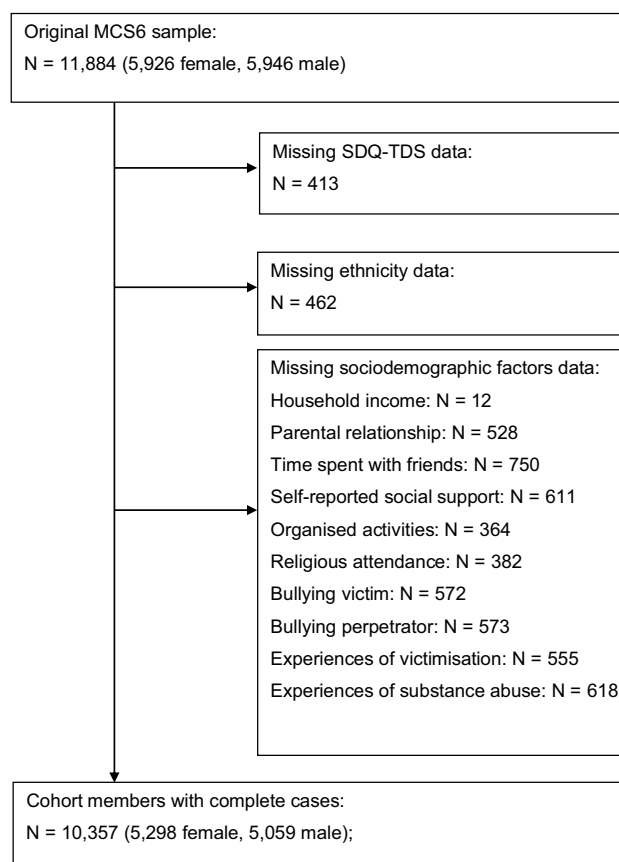 Original MCS6 sample:
N = 11,884 (5,926 female, 5,946 male)
Missing SDQ-TDS data:
N = 413
Missing ethnicity data:
N = 462
Missing sociodemographic factors data:
Household income: N = 12
Parental relationship: N = 528
Time spent with friends: N = 750
Self-reported social support: N = 611
Organised activities: N = 364
Religious attendance: N = 382
Bullying victim: N = 572
Bullying perpetrator: N = 573
Experiences of victimisation: N = 555
Experiences of substance abuse: N = 618
Cohort members with complete cases:
N = 10,357 (5,298 female, 5,059 male);